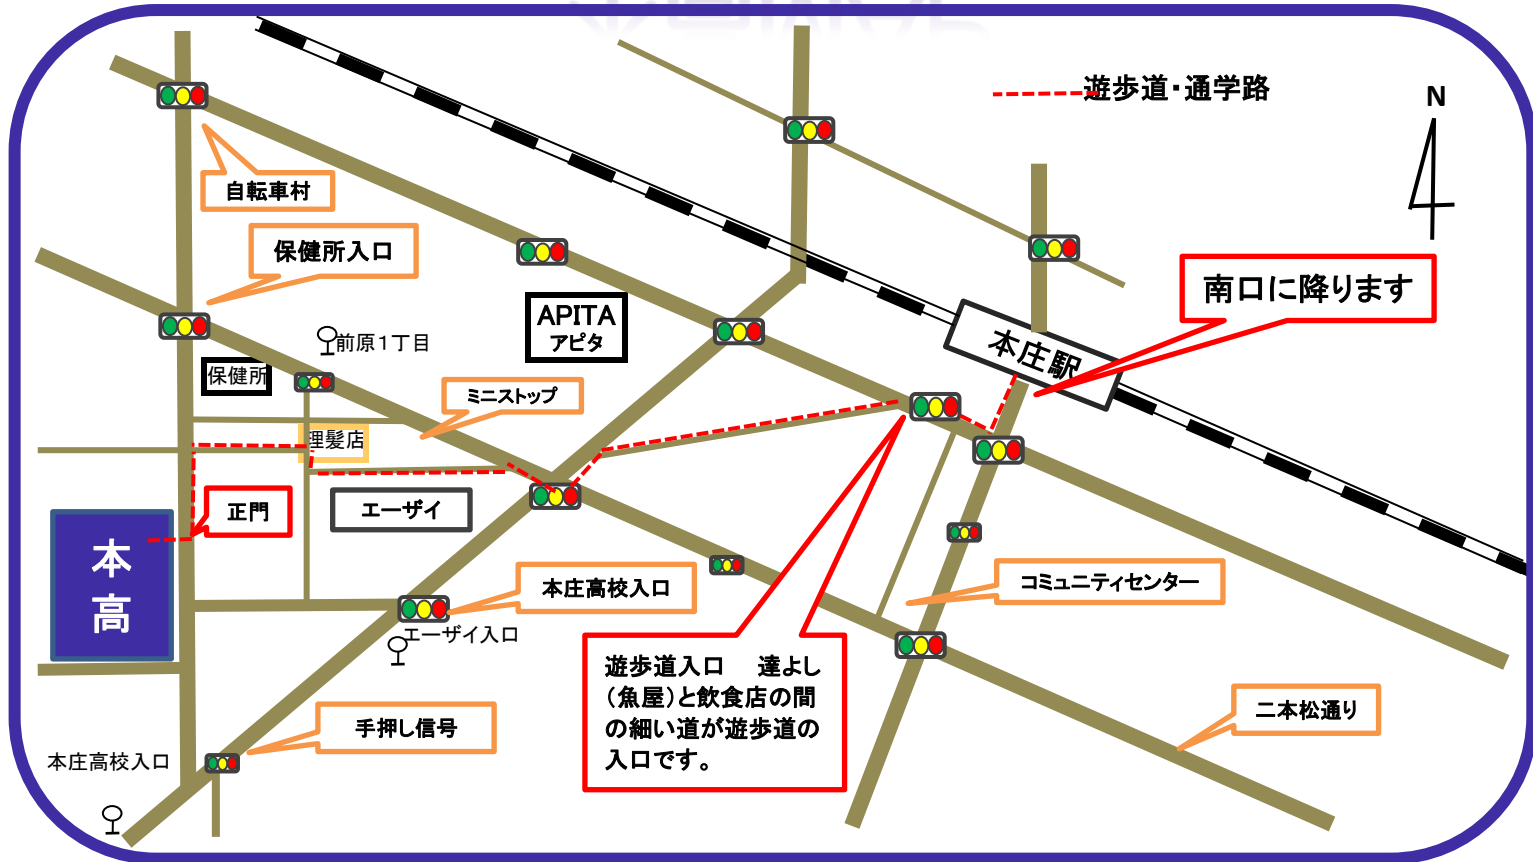 遊歩道・通学路
N
自転車村
保健所入口
南口に降ります
APITA
アピタ
前原1丁目
本庄駅
保健所
ミニストップ
理髪店
正門
エーザイ
本
高
本庄高校入口
コミュニティセンター
エーザイ入口
遊歩道入口　達よし
(魚屋)と飲食店の間
の細い道が遊歩道の
入口です。
二本松通り
手押し信号
本庄高校入口